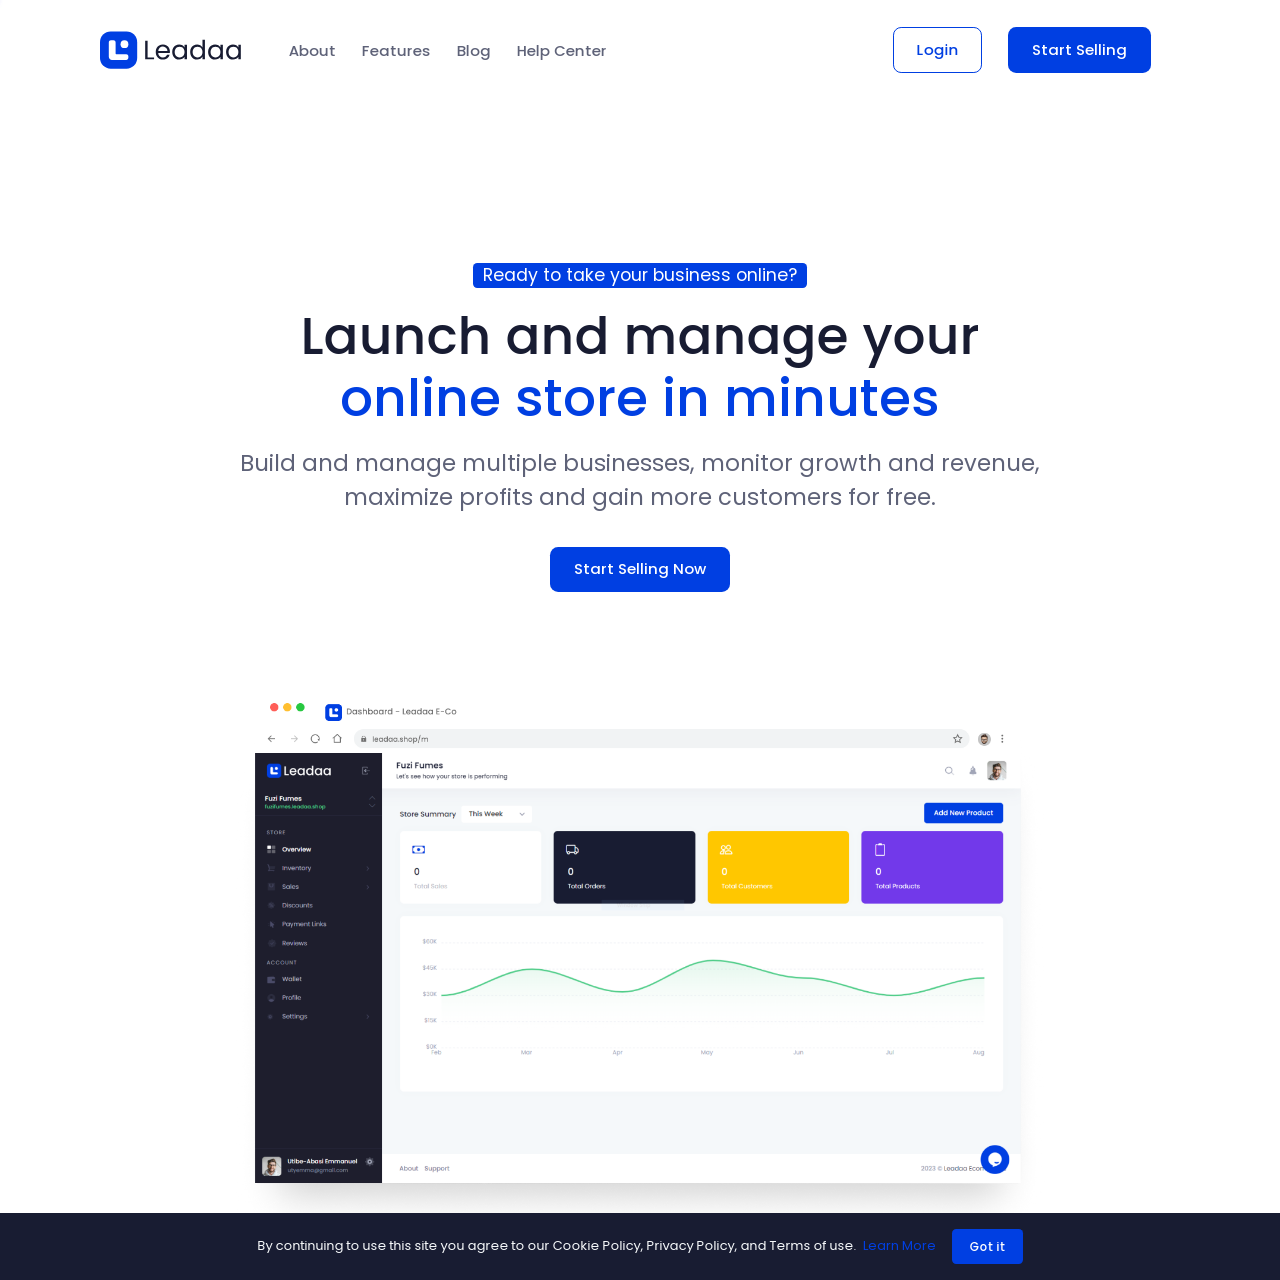 Leadaa
About Features Blog Help Center
Login
Start Selling
Ready to take your business online?
Launch and manage your
online store in minutes
Build and manage multiple businesses, monitor growth and revenue,
maximize profits and gain more customers for free.
Start Selling Now
Dashboard - Leadaa E-Co
leadaa.shop/m
Leadaa
Fuzi Fumes
Let's see how your store is performing
Fuzi Fumes
fuzifumes.leadaa.shop
Store Summary
This Week
Add New Product
STORE
Overview
Inventory
Sales
Discounts
Payment Links
Reviews
ACCOUNT
Wallet
Profile
Settings
0
Total Sales
0
Total Orders
0
Total Customers
0
Total Products
$60K
$45K
$30K
$15K
$0K
Feb Mar Apr May Jun Jul Aug
Utibe-Abasi Emmanuel
About Support
2023 © Leadaa
By continuing to use this site you agree to our Cookie Policy, Privacy Policy, and Terms of use. Learn More
Got it